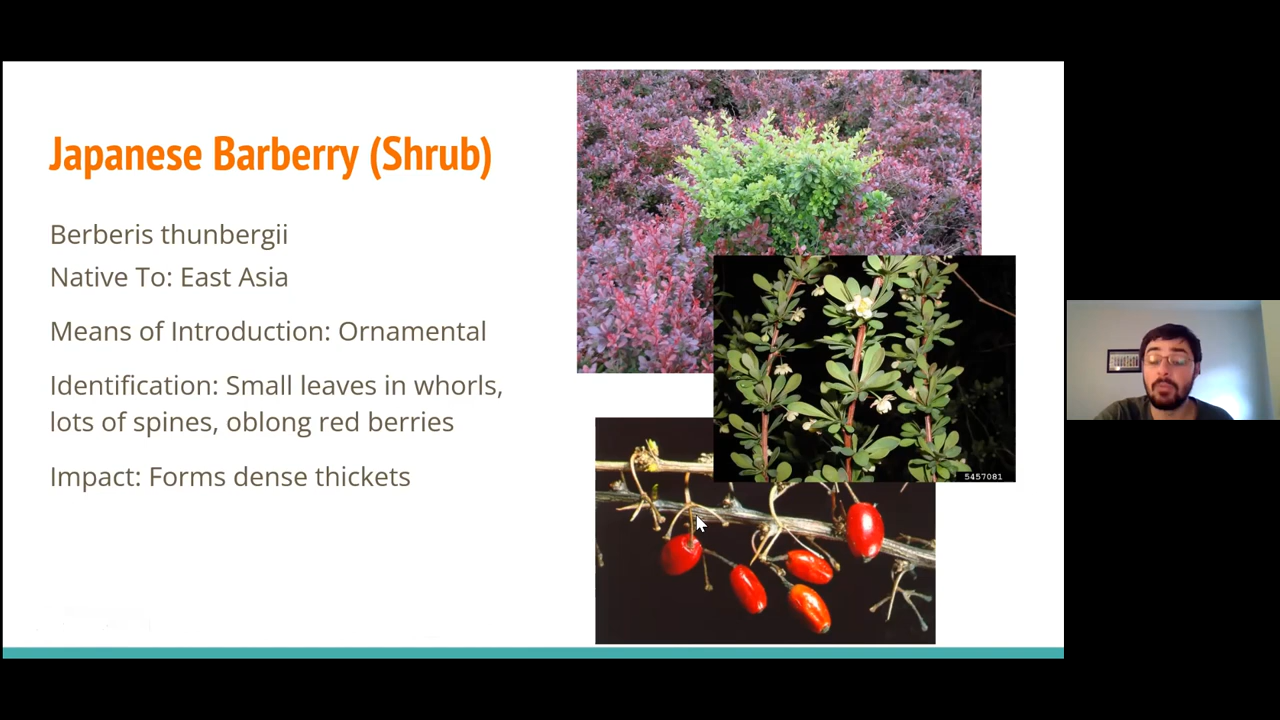 Japanese Barberry (Shrub)
Berberis thunbergii
Native To: East Asia
Means of Introduction: Ornamental
Identification: Small leaves in whorls,
lots of spines, oblong red berries
Impact: Forms dense thickets
5457081